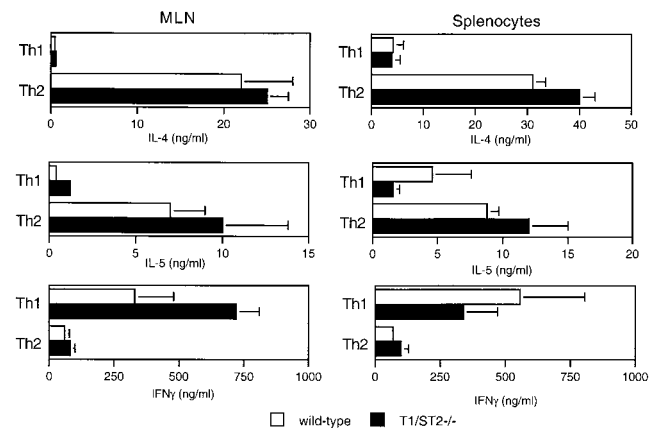 MLN
Splenocytes
Th1
Th2
0 10 20 30
IL-4 (ng/ml)
Th1
Th2
0 10 20 30 40 50
IL-4 (ng/ml)
Th1
Th2
0 5 10 15
IL-5 (ng/ml)
Th1
Th2
0 5 10 15 20
IL-5 (ng/ml)
Th1
Th2
0 250 500 750 1000
IFNγ (ng/ml)
Th1
Th2
0 250 500 750 1000
IFNγ (ng/ml)
wild-type T1/ST2-/-